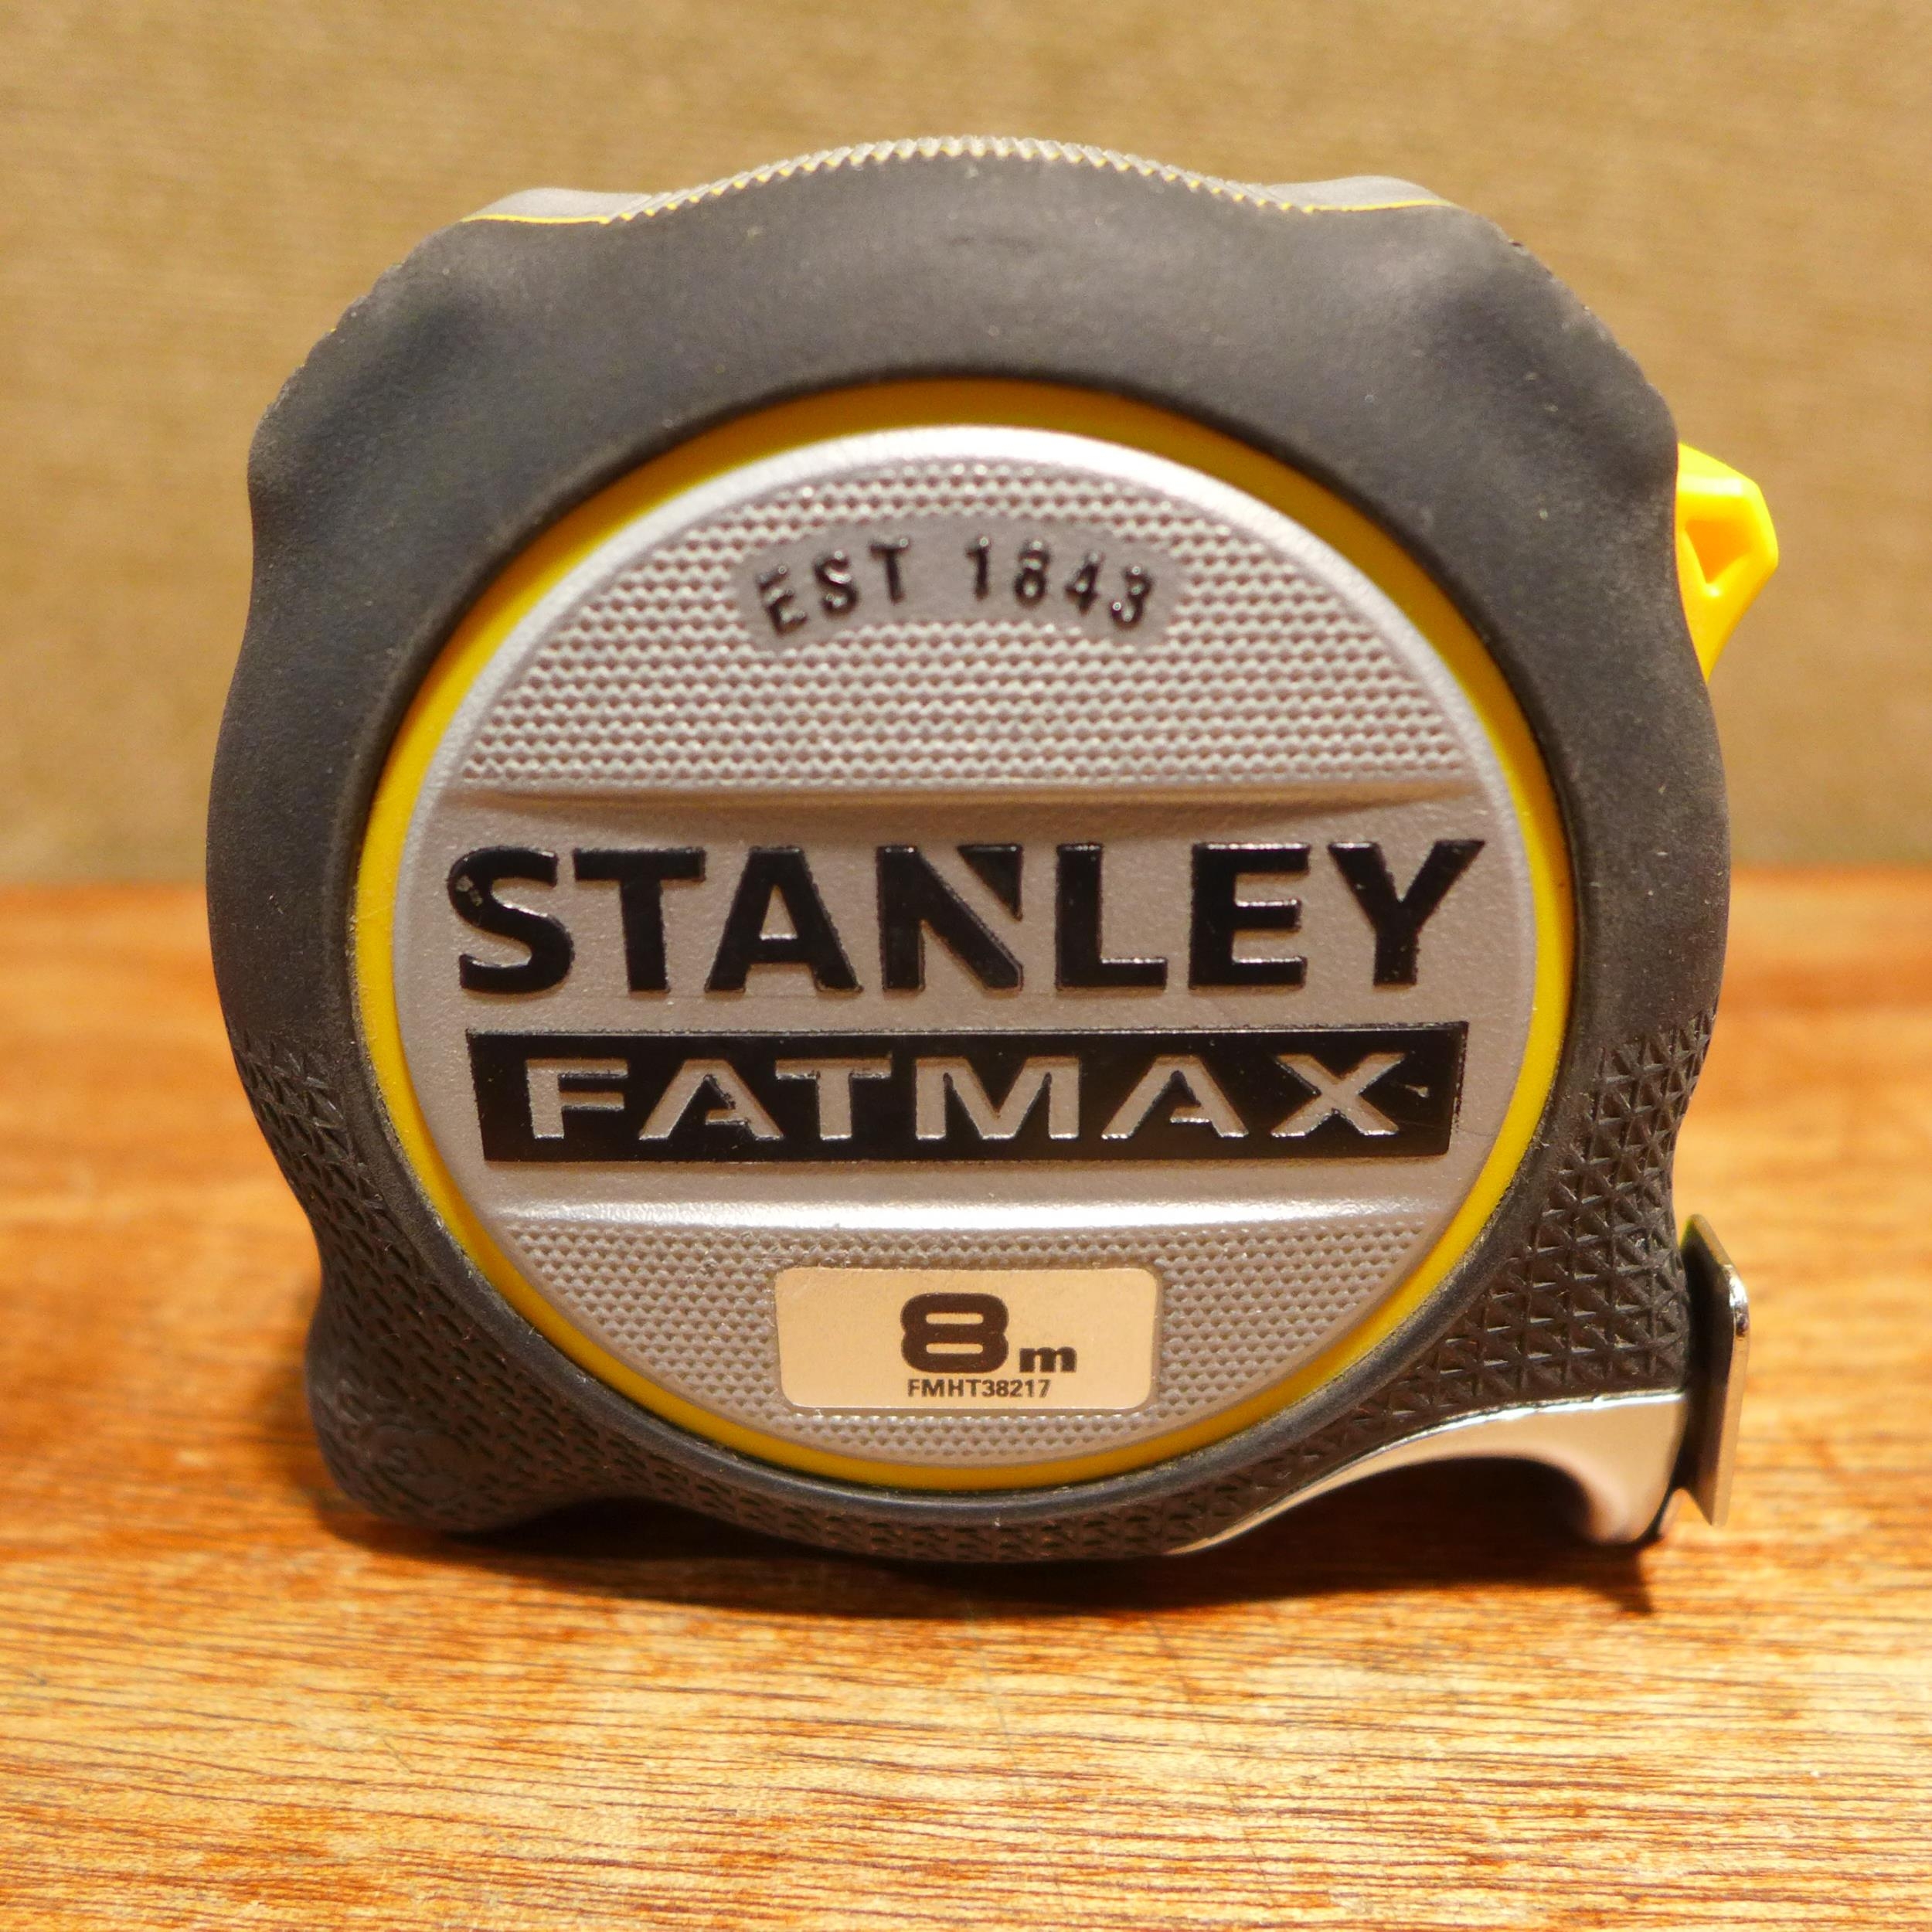 EST 1843
STANLEY
FATMAX
8m
FMHT38217